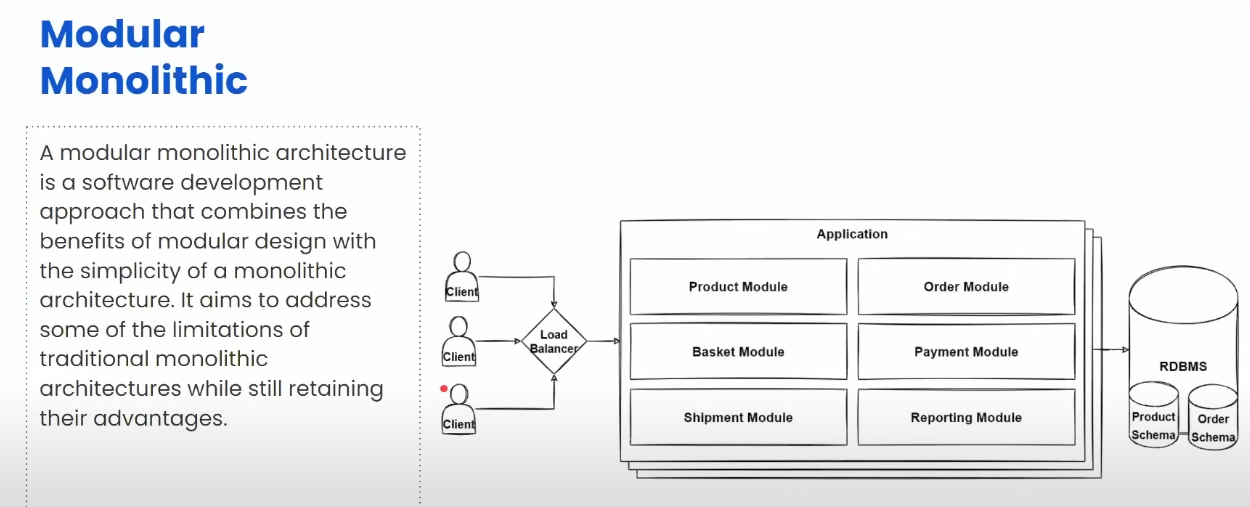 Modular
Monolithic
A modular monolithic architecture
is a software development
approach that combines the
benefits of modular design with
the simplicity of a monolithic
architecture. It aims to address
some of the limitations of
traditional monolithic
architectures while still retaining
their advantages.
Client
Client
Client
Load
Balancer
Application
Product Module
Order Module
Basket Module
Payment Module
Shipment Module
Reporting Module
RDBMS
Product
Schema
Order
Schema